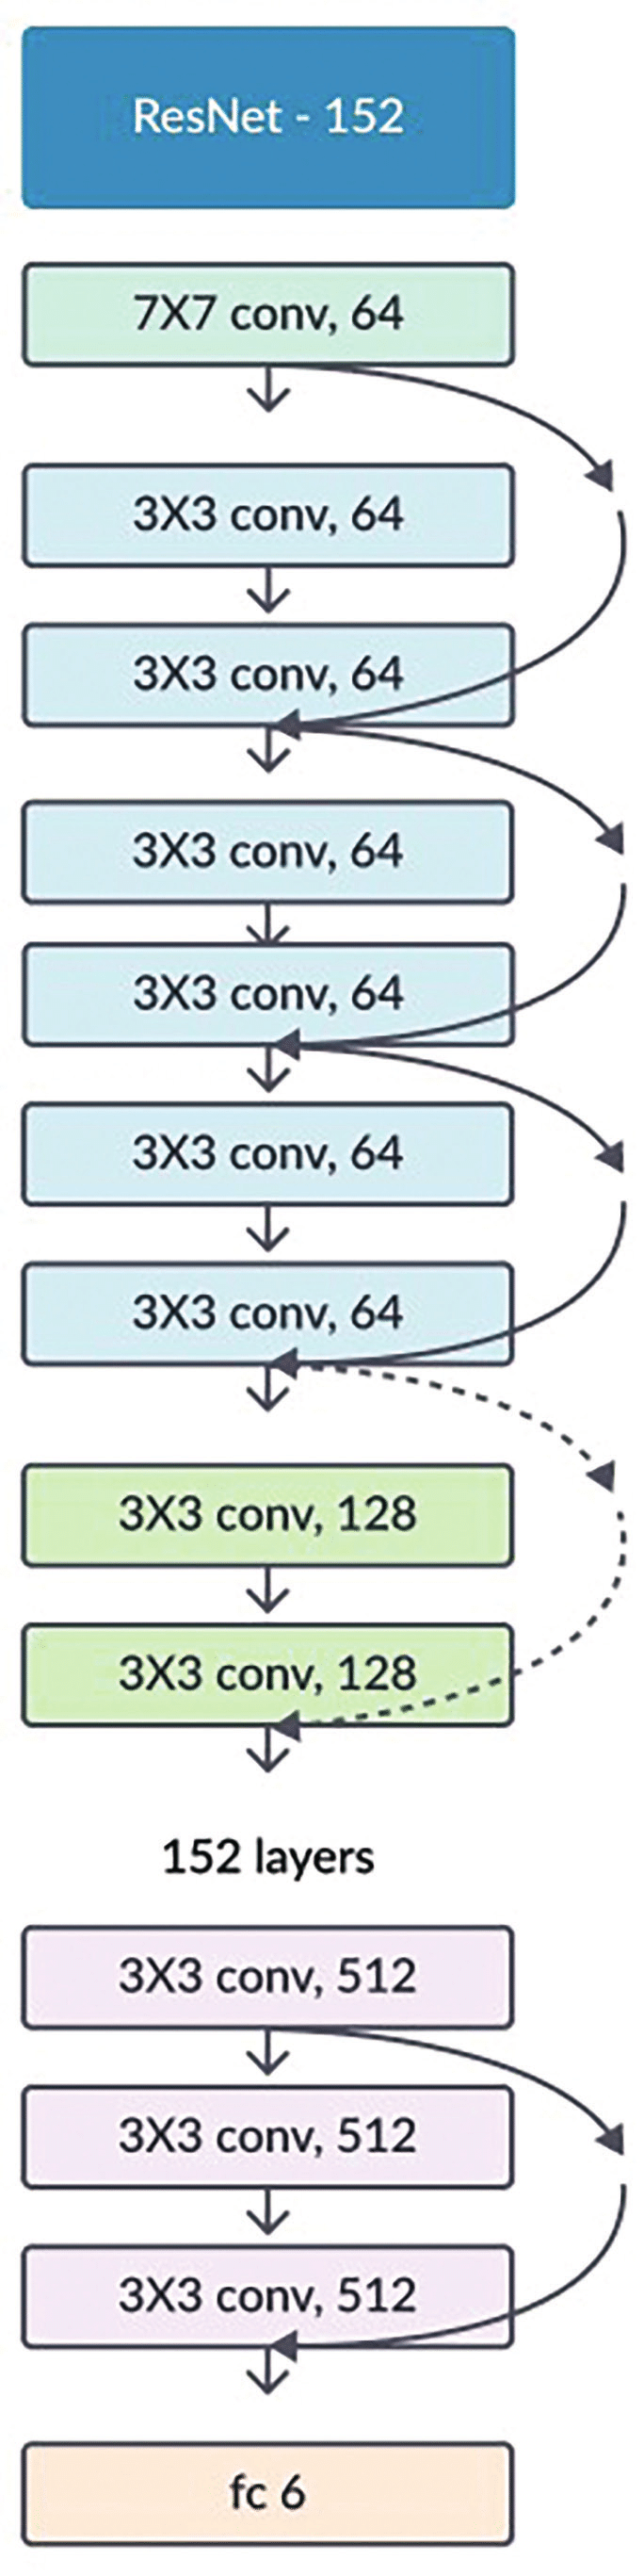 ResNet - 152
7X7 conv, 64
3X3 conv, 64
3X3 conv, 64
3X3 conv, 64
3X3 conv, 64
3X3 conv, 64
3X3 conv, 64
3X3 conv, 128
3X3 conv, 128
152 layers
3X3 conv, 512
3X3 conv, 512
3X3 conv, 512
fc 6